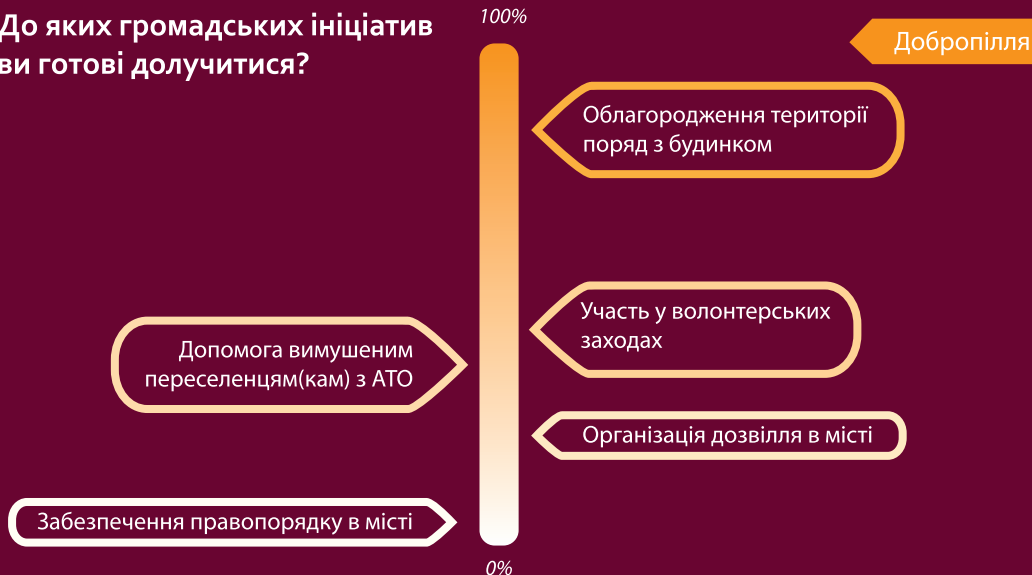 До яких громадських ініціатив
ви готові долучитися?
100%
Добропілля
Облагородження території
поряд з будинком
Участь у волонтерських
заходах
Допомога вимушеним
переселенцям(кам) з АТО
Організація дозвілля в місті
Забезпечення правопорядку в місті
0%